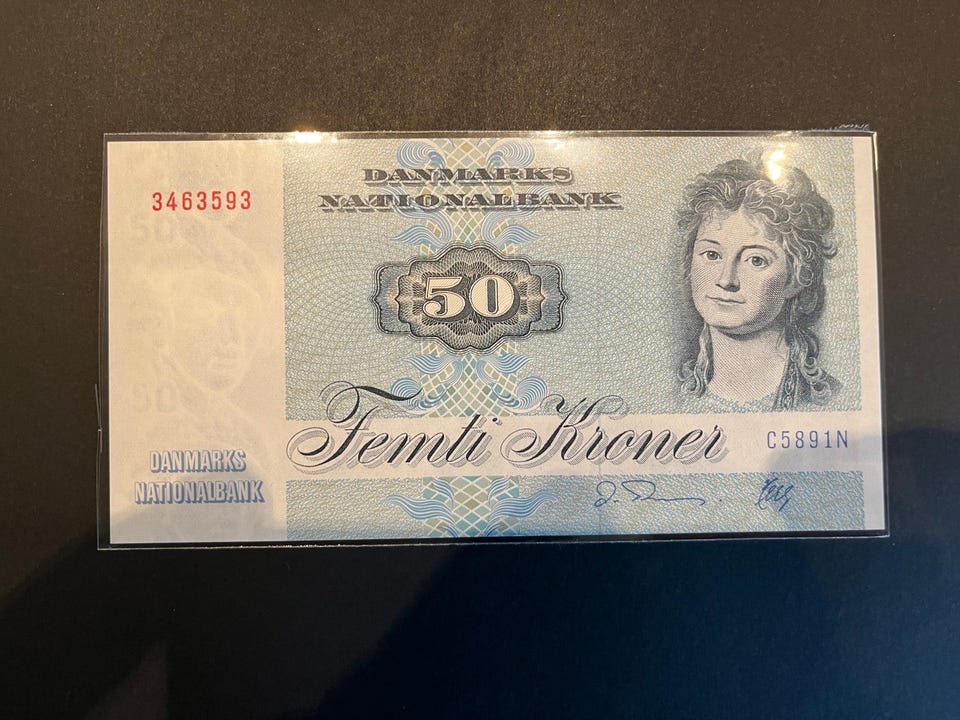 3463593
DANMARKS
NATIONALBANK
50
Femti Kroner
C5891N
DANMARKS
NATIONALBANK